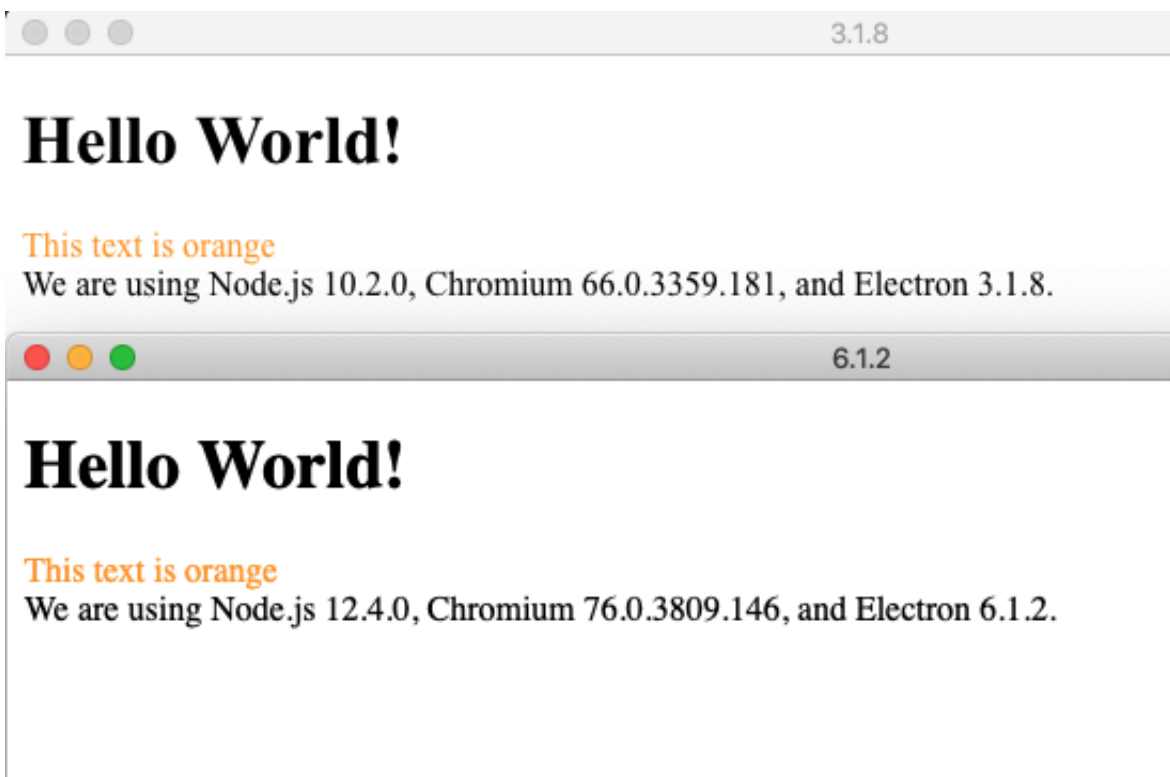 3.1.8
Hello World!
This text is orange
We are using Node.js 10.2.0, Chromium 66.0.3359.181, and Electron 3.1.8.
6.1.2
Hello World!
This text is orange
We are using Node.js 12.4.0, Chromium 76.0.3809.146, and Electron 6.1.2.